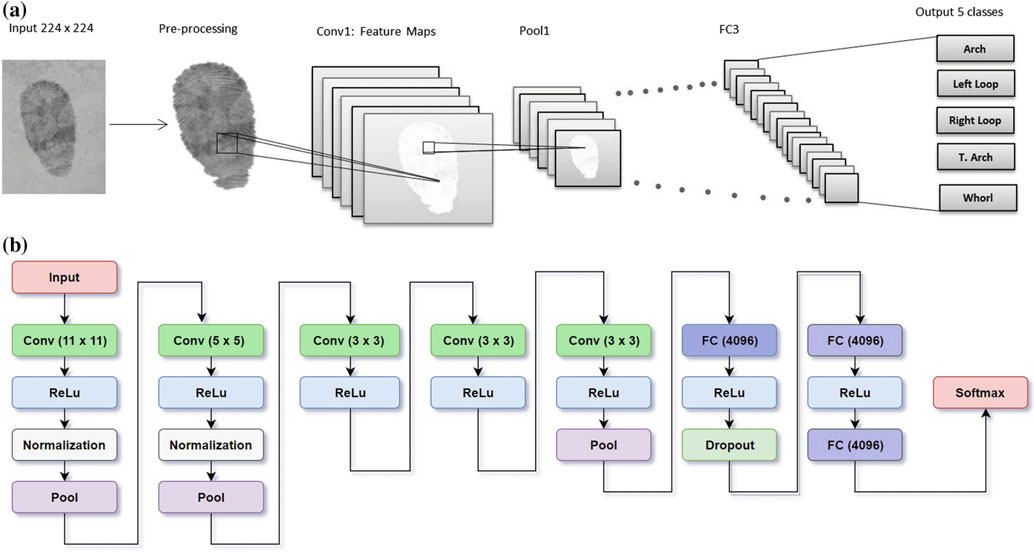 (a)
Input 224 x 224
Pre-processing
Conv1: Feature Maps
Pool1
FC3
Output 5 classes
Arch
Left Loop
Right Loop
T. Arch
Whorl
(b)
Input
Conv (11 x 11)
ReLu
Normalization
Pool
Conv (5 x 5)
ReLu
Normalization
Pool
Conv (3 x 3)
ReLu
Conv (3 x 3)
ReLu
Conv (3 x 3)
ReLu
Pool
FC (4096)
ReLu
Dropout
FC (4096)
ReLu
FC (4096)
Softmax